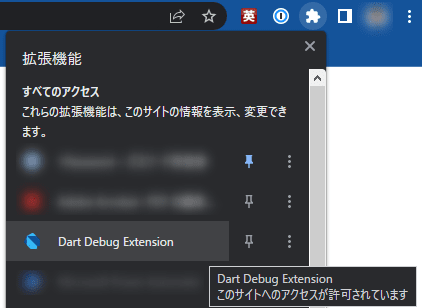 英
拡張機能
すべてのアクセス
これらの拡張機能は、このサイトの情報を表示、変更でき
ます。
Dart Debug Extension
Dart Debug Extension
このサイトへのアクセスが許可されています